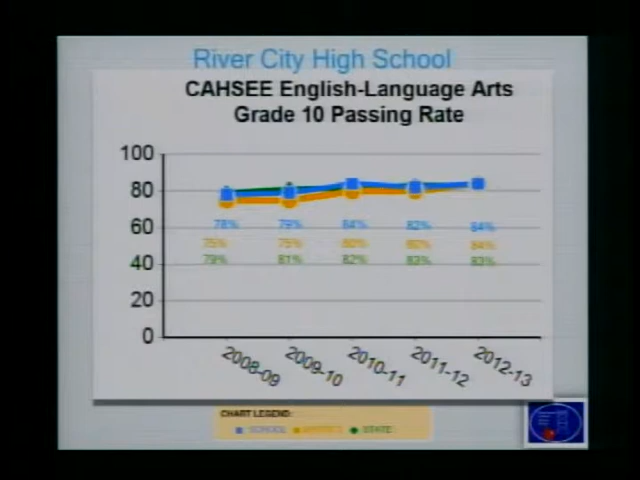 River City High School
CAHSEE English-Language Arts
Grade 10 Passing Rate
100
80
60
40
20
0
78% 79% 84% 82% 84%
75% 75% 80% 80% 84%
79% 81% 82% 83% 83%
2008-09 2009-10 2010-11 2011-12 2012-13
CHART LEGEND:
SCHOOL DISTRICT STATE